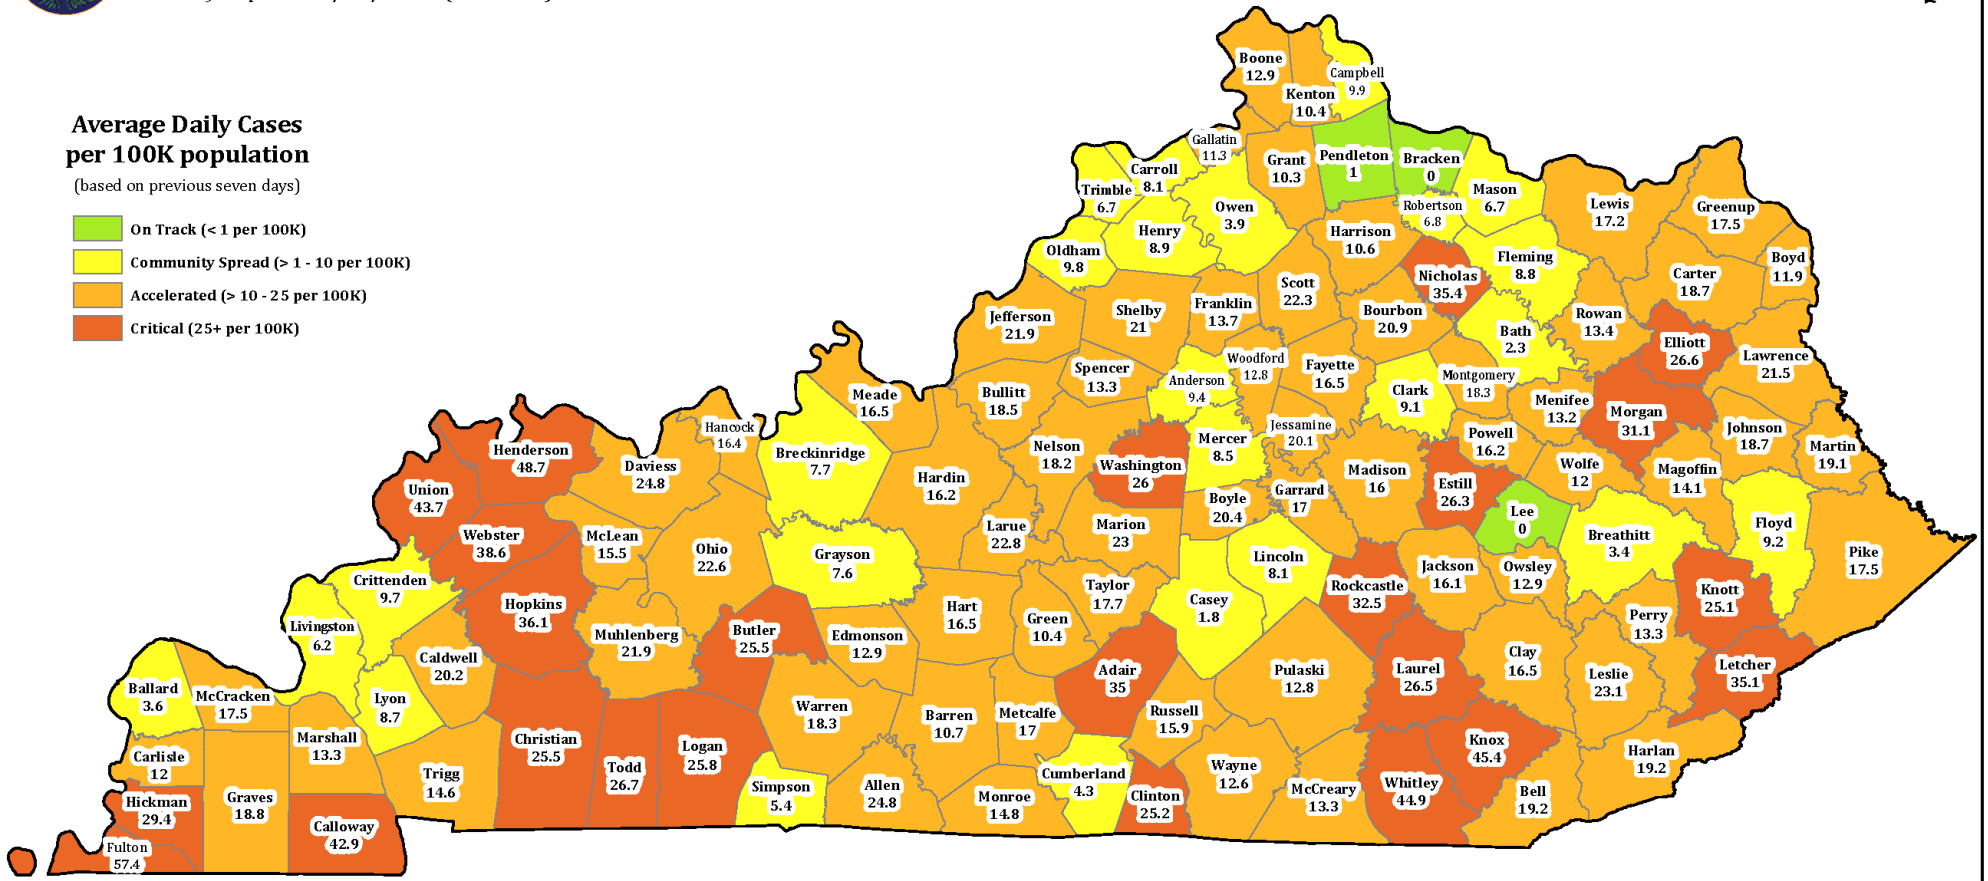 Average Daily Cases
per 100K population
(based on previous seven days)
On Track (< 1 per 100K)
Community Spread (> 1 - 10 per 100K)
Accelerated (> 10 - 25 per 100K)
Critical (25+ per 100K)
Boone
12.9
Kenton
10.4
Campbell
9.9
Gallatin
11.3
Grant
10.3
Pendleton
1
Bracken
0
Carroll
8.1
Trimble
6.7
Owen
3.9
Robertson
6.8
Mason
6.7
Lewis
17.2
Greenup
17.5
Henry
8.9
Oldham
9.8
Harrison
10.6
Nicholas
35.4
Fleming
8.8
Carter
18.7
Boyd
11.9
Jefferson
21.9
Shelby
21
Franklin
13.7
Scott
22.3
Bourbon
20.9
Bath
2.3
Rowan
13.4
Elliott
26.6
Lawrence
21.5
Meade
16.5
Bullitt
18.5
Spencer
13.3
Anderson
9.4
Woodford
12.8
Fayette
16.5
Clark
9.1
Montgomery
18.3
Menifee
13.2
Morgan
31.1
Johnson
18.7
Martin
19.1
Henderson
48.7
Daviess
24.8
Hancock
16.4
Breckinridge
7.7
Hardin
16.2
Nelson
18.2
Washington
26
Mercer
8.5
Jessamine
20.1
Madison
16
Powell
16.2
Wolfe
12
Magoffin
14.1
Union
43.7
Webster
38.6
McLean
15.5
Ohio
22.6
Grayson
7.6
Larue
22.8
Marion
23
Boyle
20.4
Garrard
17
Estill
26.3
Lee
0
Breathitt
3.4
Floyd
9.2
Pike
17.5
Crittenden
9.7
Hopkins
36.1
Muhlenberg
21.9
Butler
25.5
Edmonson
12.9
Hart
16.5
Green
10.4
Taylor
17.7
Casey
1.8
Lincoln
8.1
Rockcastle
32.5
Jackson
16.1
Owsley
12.9
Perry
13.3
Knott
25.1
Livingston
6.2
Caldwell
20.2
Lyon
8.7
Ballard
3.6
McCracken
17.5
Marshall
13.3
Warren
18.3
Barren
10.7
Metcalfe
17
Adair
35
Russell
15.9
Pulaski
12.8
Laurel
26.5
Clay
16.5
Leslie
23.1
Letcher
35.1
Carlisle
12
Hickman
29.4
Fulton
57.4
Graves
18.8
Calloway
42.9
Trigg
14.6
Christian
25.5
Todd
26.7
Logan
25.8
Simpson
5.4
Allen
24.8
Monroe
14.8
Cumberland
4.3
Clinton
25.2
Wayne
12.6
McCreary
13.3
Whitley
44.9
Knox
45.4
Bell
19.2
Harlan
19.2